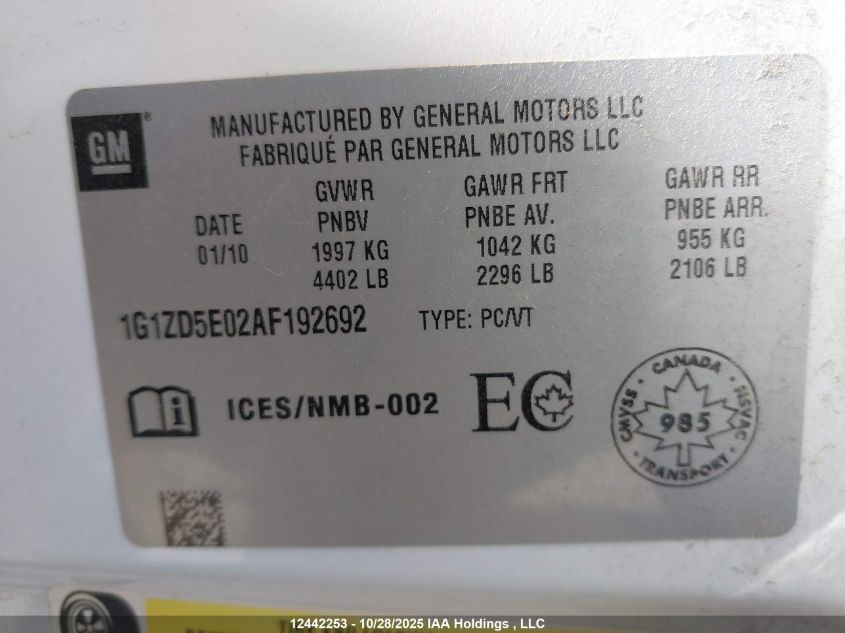 GM
MANUFACTURED BY GENERAL MOTORS LLC
FABRIQUÉ PAR GENERAL MOTORS LLC
DATE
01/10
GVWR
PNBV
1997 KG
4402 LB
GAWR FRT
PNBE AV.
1042 KG
2296 LB
GAWR RR
PNBE ARR.
955 KG
2106 LB
1G1ZD5E02AF192692 TYPE: PC/VT
i ICES/NMB-002 EC
CANADA
CMVSS 985 NSVAC
TRANSPORT
12442253 - 10/28/2025 IAA Holdings , LLC